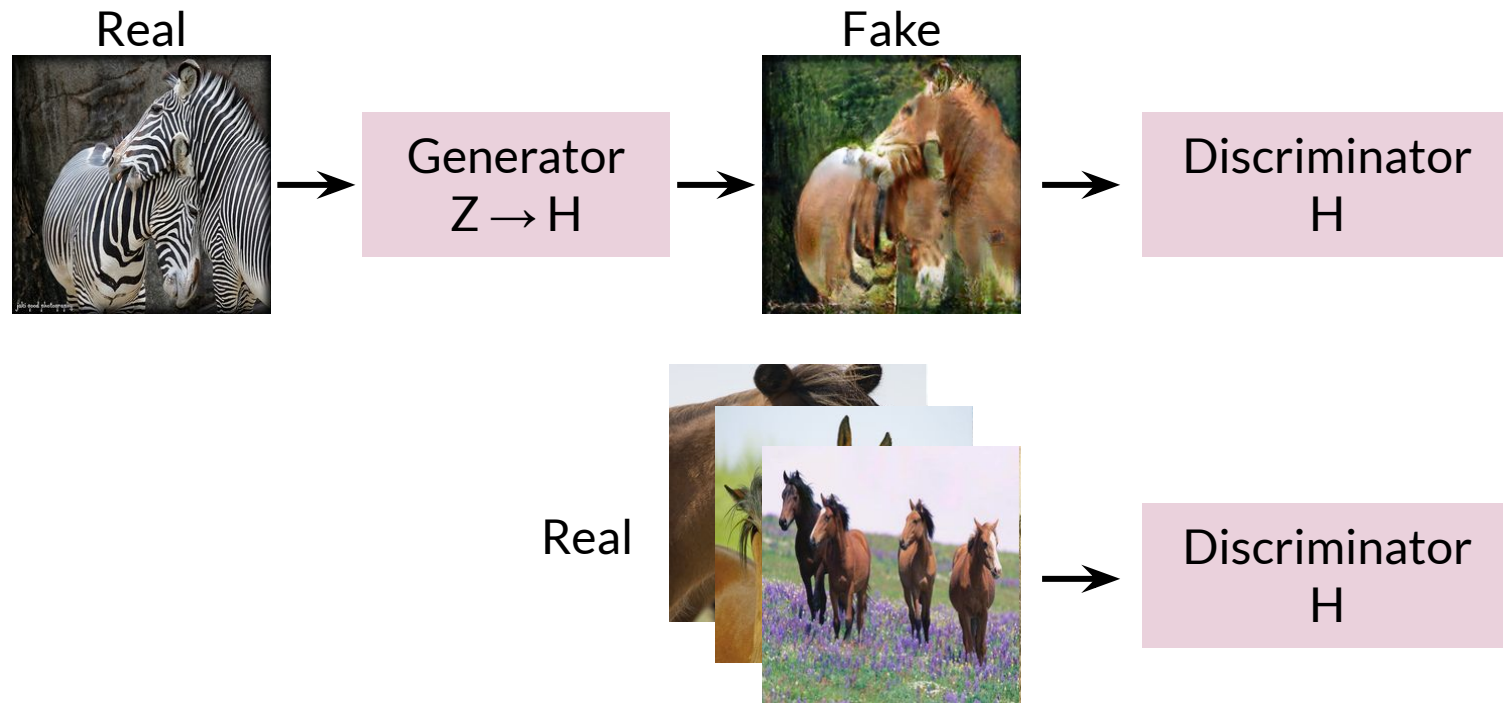 Real
Fake
Generator
Z → H
Discriminator
H
Real
Discriminator
H